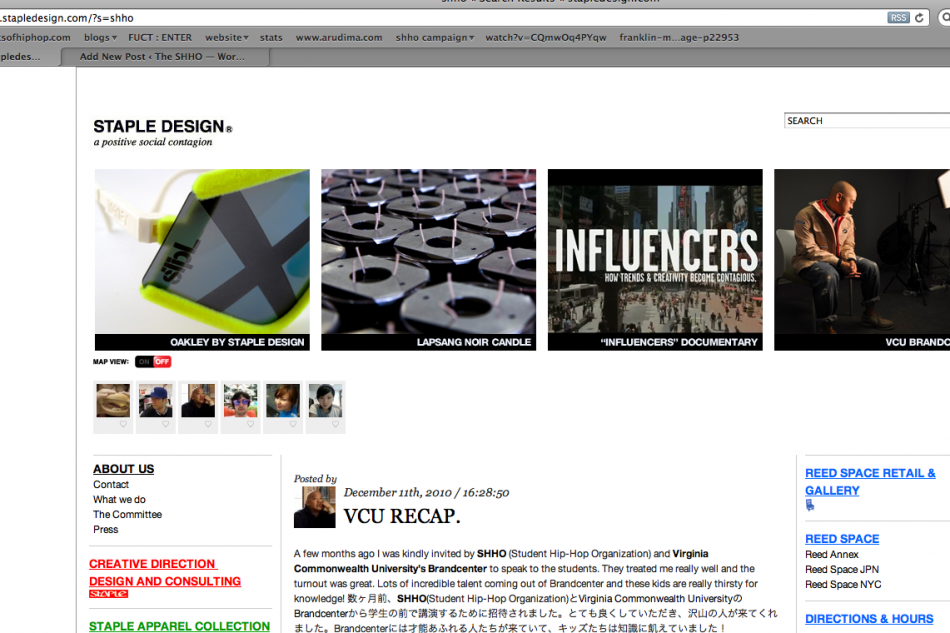 shho » Search Results » stapledesign.com
.stapledesign.com/?s=shho
RSS
sofhiphop.com blogs▾ FUCT : ENTER website▾ stats www.arudima.com shho campaign▾ watch?v=CQmwOq4PYqw franklin-m...age-p22953
pledes... Add New Post ‹ The SHHO — Wor...
STAPLE DESIGN®
a positive social contagion
SEARCH
INFLUENCERS
HOW TRENDS & CREATIVITY BECOME CONTAGIOUS.
OAKLEY BY STAPLE DESIGN
LAPSANG NOIR CANDLE
“INFLUENCERS” DOCUMENTARY
VCU BRANDC
MAP VIEW: ON OFF
ABOUT US
Contact
What we do
The Committee
Press
CREATIVE DIRECTION
DESIGN AND CONSULTING
STAPLE
STAPLE APPAREL COLLECTION
Posted by
December 11th, 2010 / 16:28:50
VCU RECAP.
A few months ago I was kindly invited by SHHO (Student Hip-Hop Organization) and Virginia
Commonwealth University's Brandcenter to speak to the students. They treated me really well and the
turnout was great. Lots of incredible talent coming out of Brandcenter and these kids are really thirsty for
knowledge! 数ヶ月前、SHHO(Student Hip-Hop Organization)とVirginia Commonwealth Universityの
Brandcenterから学生の前で講演するために招待されました。とても良くしていただき、沢山の人が来てくれ
ました。Brandcenterには才能あふれる人たちが来ていて、キッズたちは知識に飢えていました！
REED SPACE RETAIL &
GALLERY
REED SPACE
Reed Annex
Reed Space JPN
Reed Space NYC
DIRECTIONS & HOURS